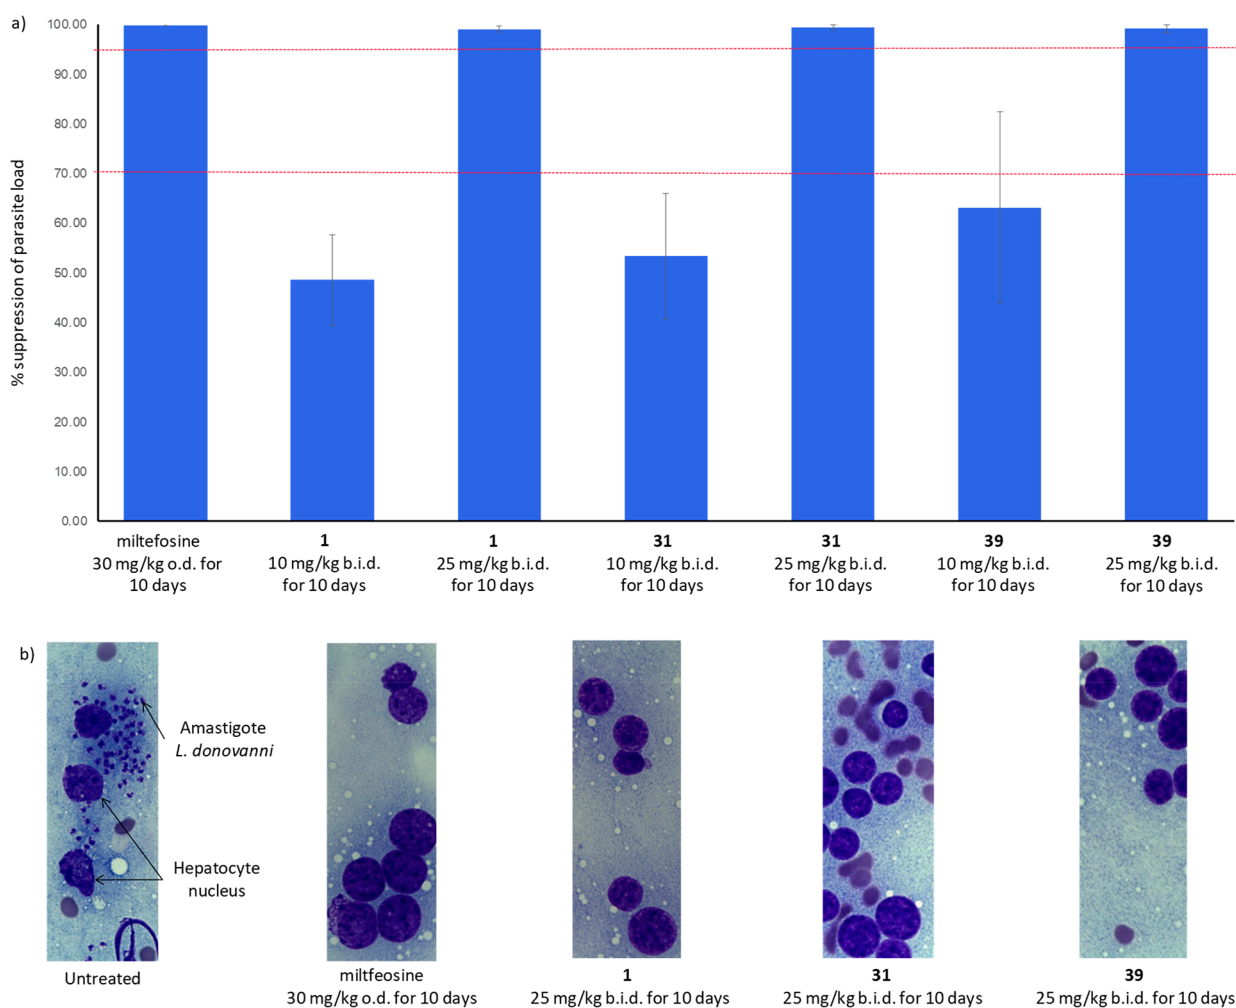 a)
% suppression of parasite load
100.00
90.00
80.00
70.00
60.00
50.00
40.00
30.00
20.00
10.00
0.00
miltefosine
30 mg/kg o.d. for
10 days
1
10 mg/kg b.i.d.
for 10 days
1
25 mg/kg b.i.d.
for 10 days
31
10 mg/kg b.i.d.
for 10 days
31
25 mg/kg b.i.d.
for 10 days
39
10 mg/kg b.i.d.
for 10 days
39
25 mg/kg b.i.d.
for 10 days
b)
Amastigote
L. donovanni
Hepatocyte
nucleus
Untreated
miltfeosine
30 mg/kg o.d. for 10 days
1
25 mg/kg b.i.d. for 10 days
31
25 mg/kg b.i.d. for 10 days
39
25 mg/kg b.i.d. for 10 days